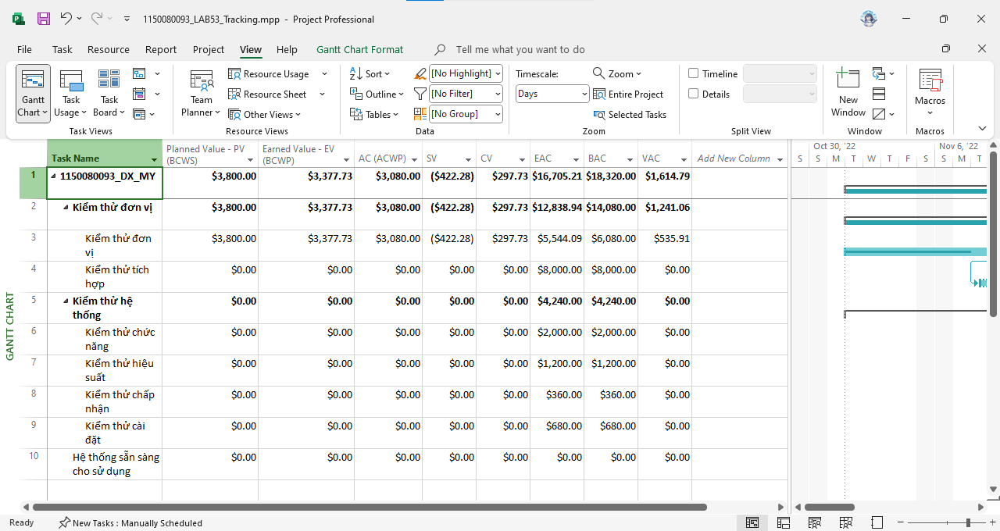 1150080093_LAB53_Tracking.mpp - Project Professional
File Task Resource Report Project View Help Gantt Chart Format Tell me what you want to do
Gantt Chart
Task Usage
Task Board
Task Views
Team Planner
Resource Usage
Resource Sheet
Other Views
Resource Views
Sort
Outline
Tables
[No Highlight]
[No Filter]
[No Group]
Data
Timescale:
Days
Zoom
Entire Project
Selected Tasks
Zoom
Timeline
Details
Split View
New Window
Window
Macros
Macros
Task Name Planned Value - PV (BCWS) Earned Value - EV (BCWP) AC (ACWP) SV CV EAC BAC VAC Add New Column
Oct 30, '22 Nov 6, '22
S S M T W T F S S M T
1 1150080093_DX_MY $3,800.00 $3,377.73 $3,080.00 ($422.28) $297.73 $16,705.21 $18,320.00 $1,614.79
2 Kiểm thử đơn vị $3,800.00 $3,377.73 $3,080.00 ($422.28) $297.73 $12,838.94 $14,080.00 $1,241.06
3 Kiểm thử đơn $3,800.00 $3,377.73 $3,080.00 ($422.28) $297.73 $5,544.09 $6,080.00 $535.91
vị
4 Kiểm thử tích $0.00 $0.00 $0.00 $0.00 $0.00 $8,000.00 $8,000.00 $0.00
hợp
5 Kiểm thử hệ $0.00 $0.00 $0.00 $0.00 $0.00 $4,240.00 $4,240.00 $0.00
thống
6 Kiểm thử chức $0.00 $0.00 $0.00 $0.00 $0.00 $2,000.00 $2,000.00 $0.00
năng
7 Kiểm thử hiệu $0.00 $0.00 $0.00 $0.00 $0.00 $1,200.00 $1,200.00 $0.00
suất
8 Kiểm thử chấp $0.00 $0.00 $0.00 $0.00 $0.00 $360.00 $360.00 $0.00
nhận
9 Kiểm thử cài $0.00 $0.00 $0.00 $0.00 $0.00 $680.00 $680.00 $0.00
đặt
10 Hệ thống sẵn sàng $0.00 $0.00 $0.00 $0.00 $0.00 $0.00 $0.00 $0.00
cho sử dụng
GANTT CHART
Ready New Tasks : Manually Scheduled